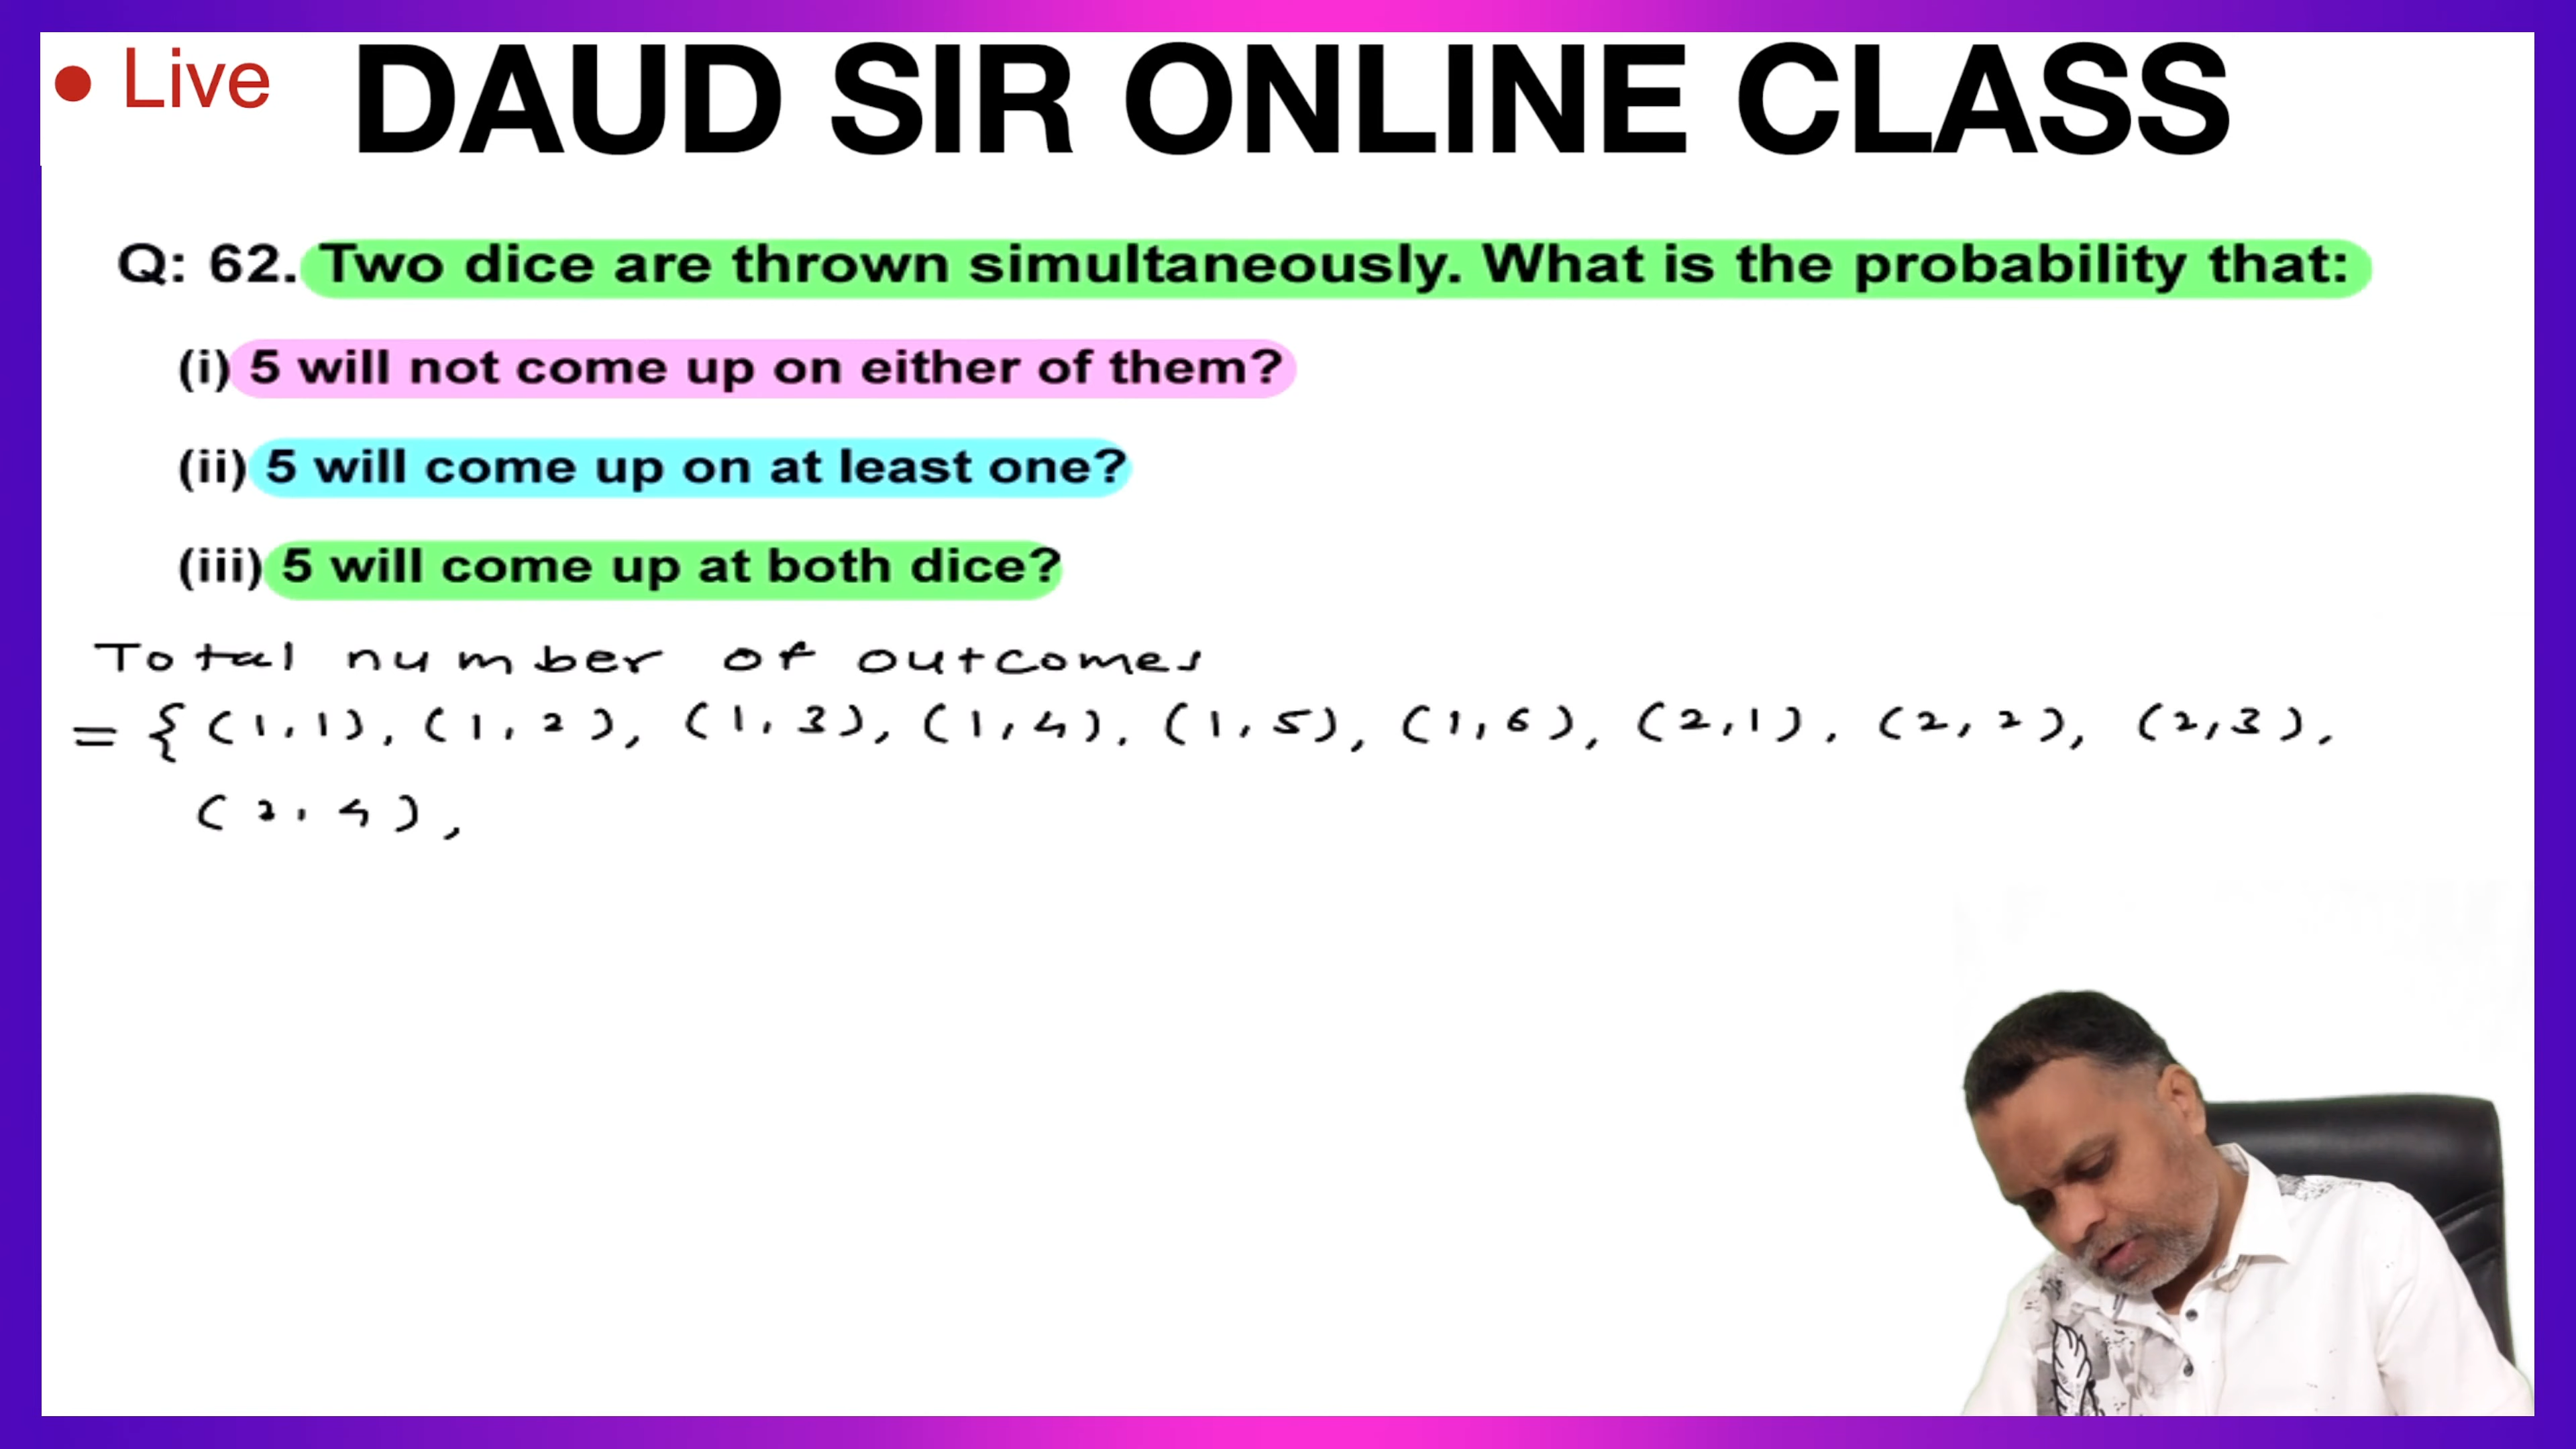 • Live DAUD SIR ONLINE CLASS
Q: 62. Two dice are thrown simultaneously. What is the probability that:
(i) 5 will not come up on either of them?
(ii) 5 will come up on at least one?
(iii) 5 will come up at both dice?
Total number of outcomes
= {(1,1), (1,2), (1,3), (1,4), (1,5), (1,6), (2,1), (2,2), (2,3),
(2,4),